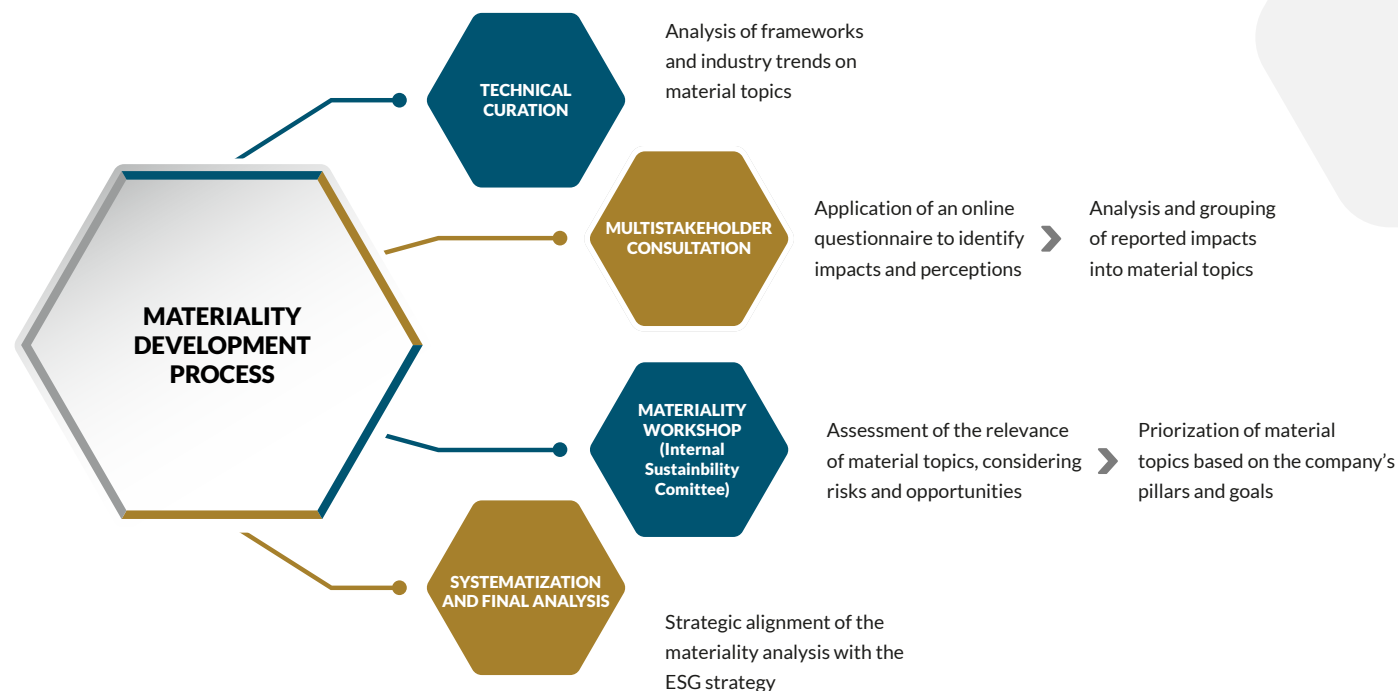 MATERIALITY
DEVELOPMENT
PROCESS
TECHNICAL
CURATION
Analysis of frameworks
and industry trends on
material topics
MULTISTAKEHOLDER
CONSULTATION
Application of an online
questionnaire to identify
impacts and perceptions
Analysis and grouping
of reported impacts
into material topics
MATERIALITY
WORKSHOP
(Internal
Sustainbility
Comittee)
Assessment of the relevance
of material topics, considering
risks and opportunities
Priorization of material
topics based on the company’s
pillars and goals
SYSTEMATIZATION
AND FINAL ANALYSIS
Strategic alignment of the
materiality analysis with the
ESG strategy